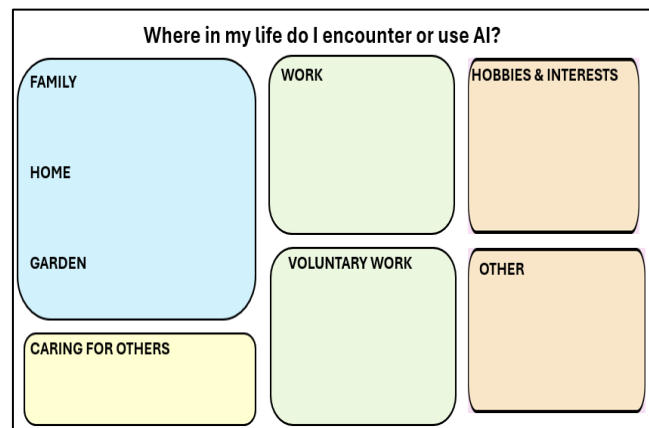 Where in my life do I encounter or use AI?
FAMILY
HOME
GARDEN
CARING FOR OTHERS
WORK
VOLUNTARY WORK
HOBBIES & INTERESTS
OTHER